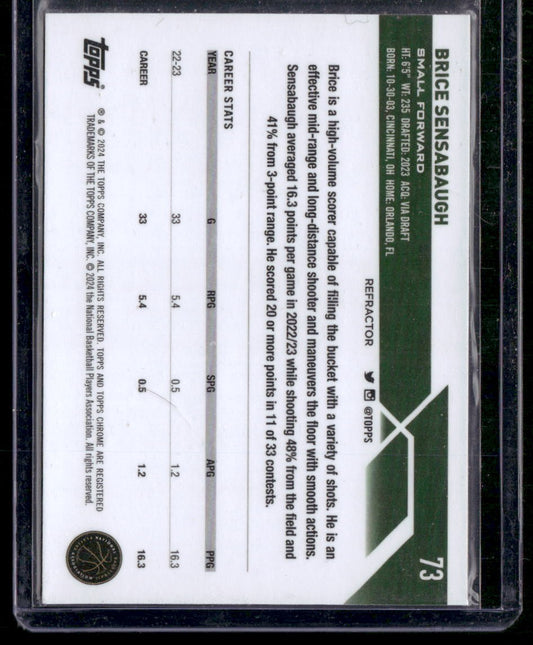 BRICE SENSABAUGH
73
SMALL FORWARD
HT: 6'5" WT: 235 DRAFTED: 2023 ACQ: VIA DRAFT
BORN: 10-30-03, CINCINNATI, OH HOME: ORLANDO, FL
REFRACTOR @TOPPS
Brice is a high-volume scorer capable of filling the bucket with a variety of shots. He is an
effective mid-range and long-distance shooter and maneuvers the floor with smooth actions.
Sensabaugh averaged 16.3 points per game in 2022/23 while shooting 48% from the field and
41% from 3-point range. He scored 20 or more points in 11 of 33 contests.
CAREER STATS
YEAR G RPG SPG APG PPG
22-23 33 5.4 0.5 1.2 16.3
CAREER 33 5.4 0.5 1.2 16.3
topps
® & © 2024 THE TOPPS COMPANY, INC. ALL RIGHTS RESERVED. TOPPS AND TOPPS CHROME ARE REGISTERED
TRADEMARKS OF THE TOPPS COMPANY, INC. © 2024 the National Basketball Players Association. All rights reserved.